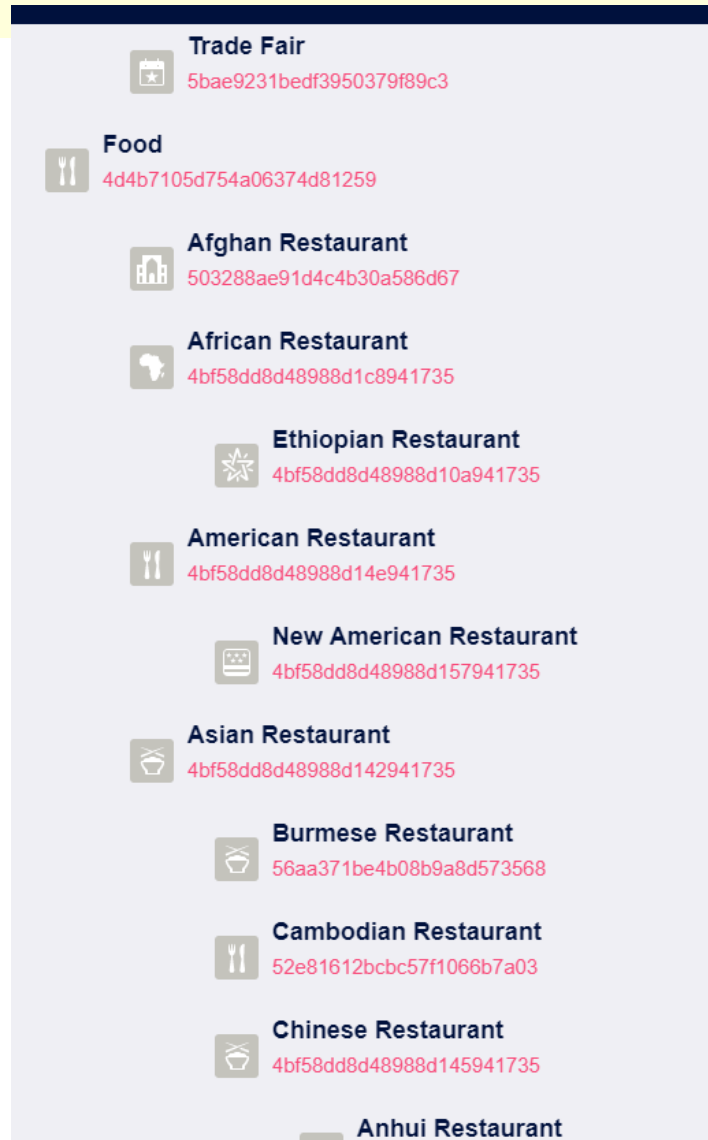 Trade Fair
5bae9231bedf3950379f89c3
Food
4d4b7105d754a06374d81259
Afghan Restaurant
503288ae91d4c4b30a586d67
African Restaurant
4bf58dd8d48988d1c8941735
Ethiopian Restaurant
4bf58dd8d48988d10a941735
American Restaurant
4bf58dd8d48988d14e941735
New American Restaurant
4bf58dd8d48988d157941735
Asian Restaurant
4bf58dd8d48988d142941735
Burmese Restaurant
56aa371be4b08b9a8d573568
Cambodian Restaurant
52e81612bcbc57f1066b7a03
Chinese Restaurant
4bf58dd8d48988d145941735
Anhui Restaurant